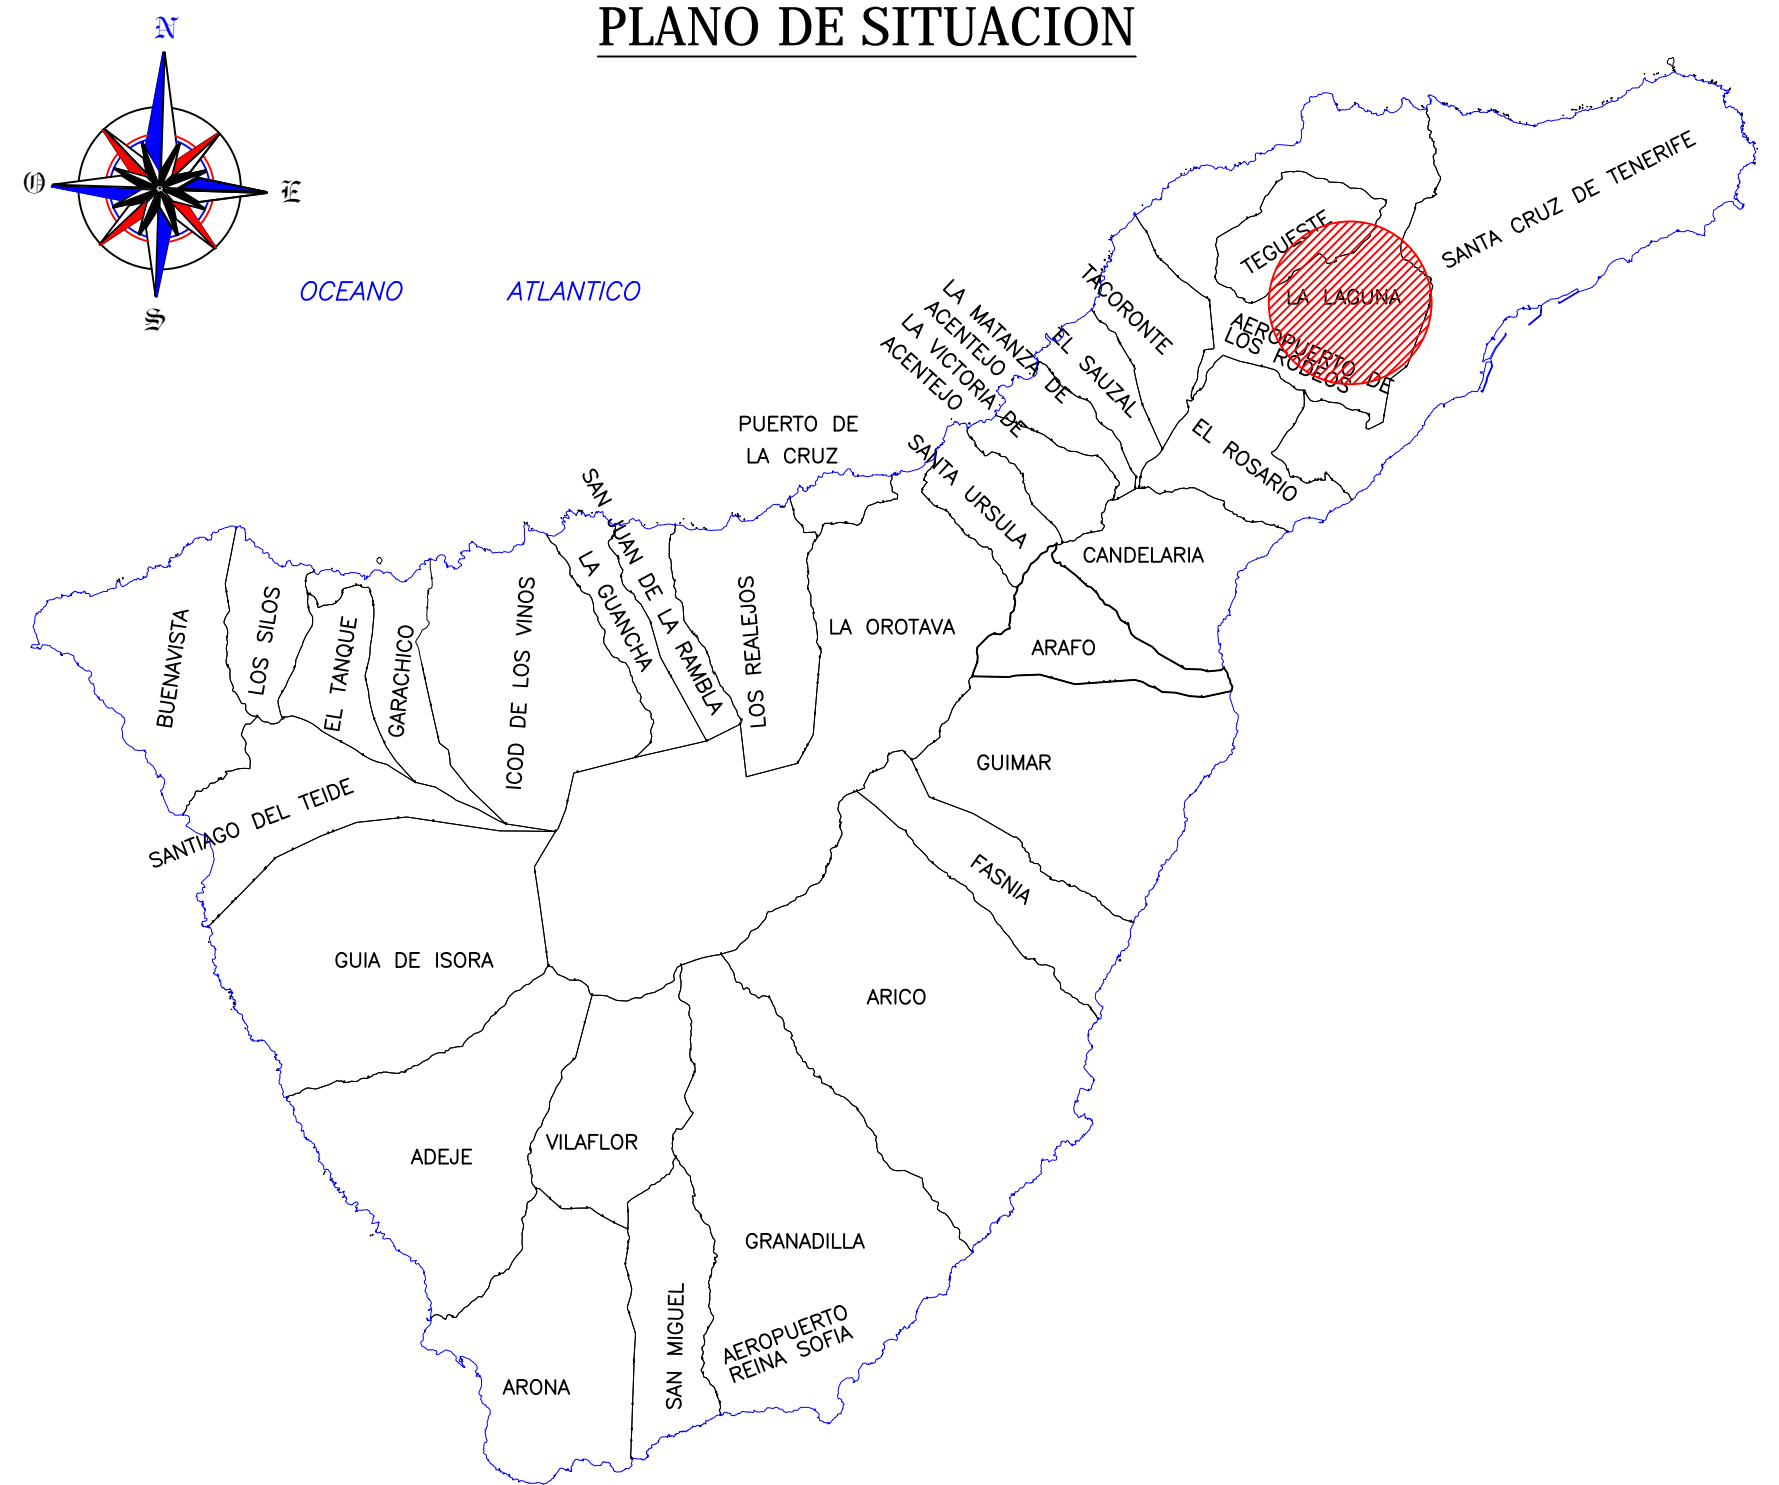 PLANO DE SITUACION
N
O
E
S
OCEANO ATLANTICO
SANTA CRUZ DE TENERIFE
TEGUESTE
LA LAGUNA
AEROPUERTO DE
LOS RODEOS
TACORONTE
EL SAUZAL
LA MATANZA DE
ACENTEJO
LA VICTORIA DE
ACENTEJO
EL ROSARIO
SANTA URSULA
PUERTO DE
LA CRUZ
CANDELARIA
ARAFO
LA OROTAVA
LOS REALEJOS
SAN JUAN DE LA RAMBLA
LA GUANCHA
ICOD DE LOS VINOS
GARACHICO
EL TANQUE
LOS SILOS
BUENAVISTA
SANTIAGO DEL TEIDE
GUIMAR
FASNIA
GUIA DE ISORA
ARICO
ADEJE
VILAFLOR
GRANADILLA
AEROPUERTO
REINA SOFIA
SAN MIGUEL
ARONA